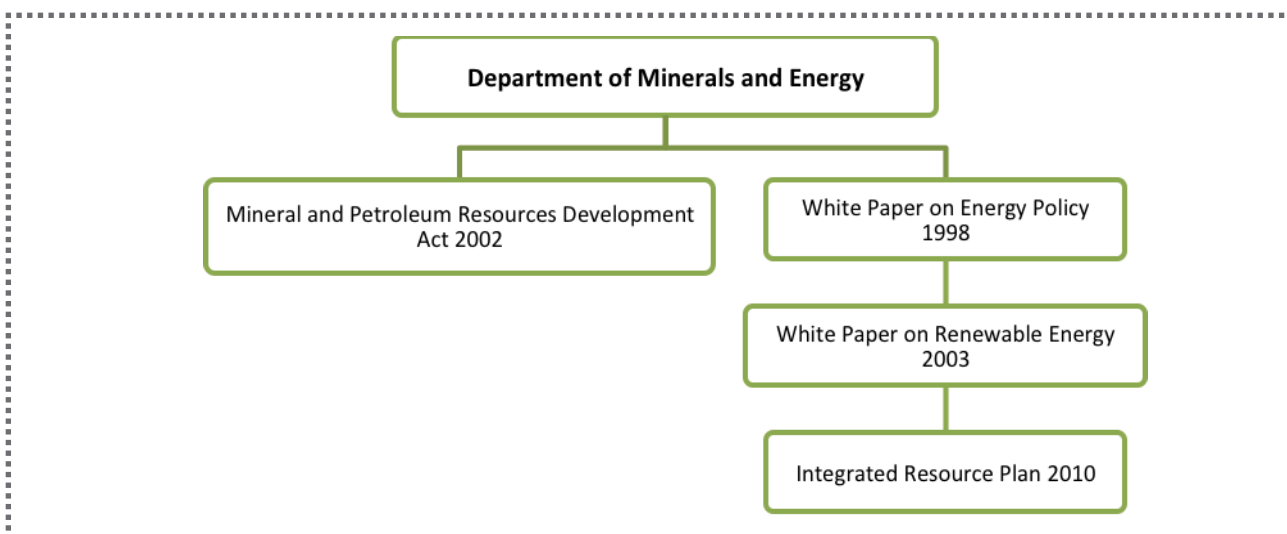 Department of Minerals and Energy
Mineral and Petroleum Resources Development
Act 2002
White Paper on Energy Policy
1998
White Paper on Renewable Energy
2003
Integrated Resource Plan 2010